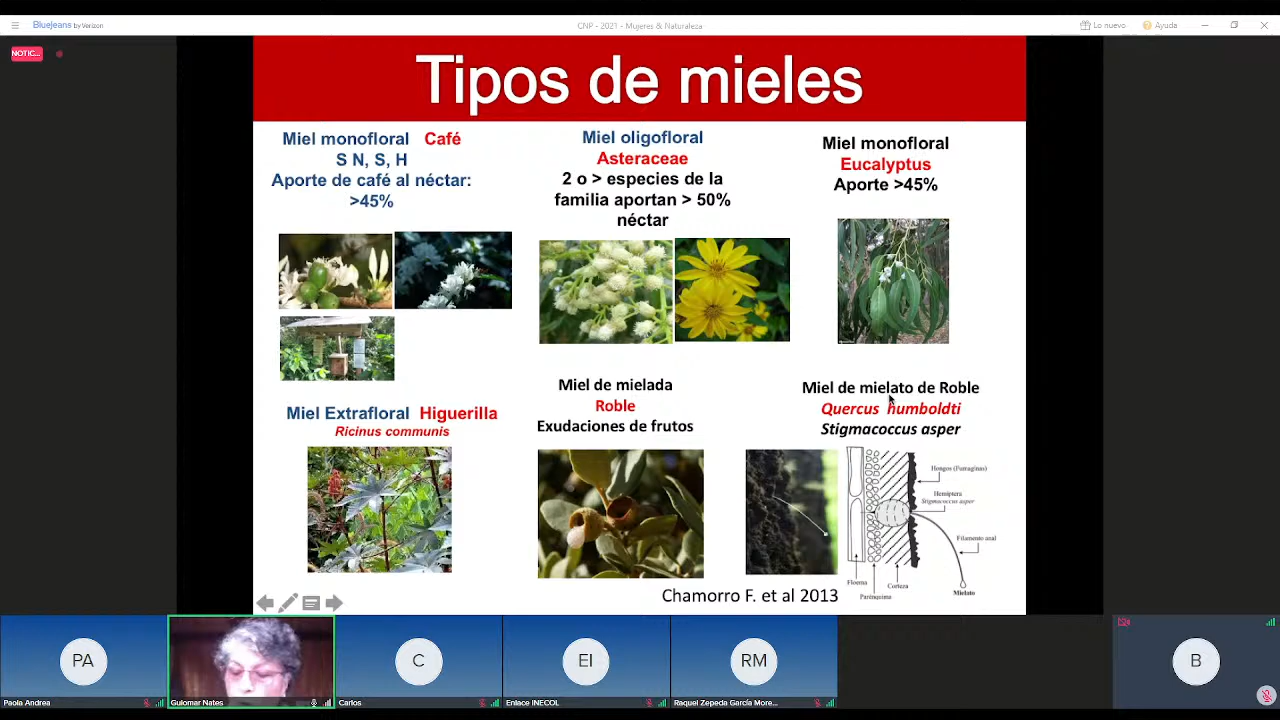 Bluejeans by Verizon
CNP - 2021 - Mujeres & Naturaleza
Lo nuevo
Ayuda
NOTIC...
Tipos de mieles
Miel monofloral Café
S N, S, H
Aporte de café al néctar:
>45%
Miel oligofloral
Asteraceae
2 o > especies de la
familia aportan > 50%
néctar
Miel monofloral
Eucalyptus
Aporte >45%
Miel Extrafloral Higuerilla
Ricinus communis
Miel de mielada
Roble
Exudaciones de frutos
Miel de mielato de Roble
Quercus humboldti
Stigmacoccus asper
Hongos (Fumaginas)
Hemíptera
Stigmacoccus asper
Filamento anal
Floema
Parénquima
Corteza
Mielato
Chamorro F. et al 2013
PA
C
EI
RM
B
Paola Andrea
Guiomar Nates
Carlos
Enlace INECOL
Raquel Zepeda García More...